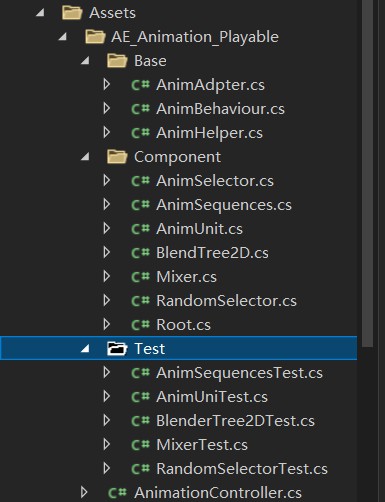 Assets
AE_Animation_Playable
Base
C# AnimAdpter.cs
C# AnimBehaviour.cs
C# AnimHelper.cs
Component
C# AnimSelector.cs
C# AnimSequences.cs
C# AnimUnit.cs
C# BlendTree2D.cs
C# Mixer.cs
C# RandomSelector.cs
C# Root.cs
Test
C# AnimSequencesTest.cs
C# AnimUniTest.cs
C# BlenderTree2DTest.cs
C# MixerTest.cs
C# RandomSelectorTest.cs
C# AnimationController.cs